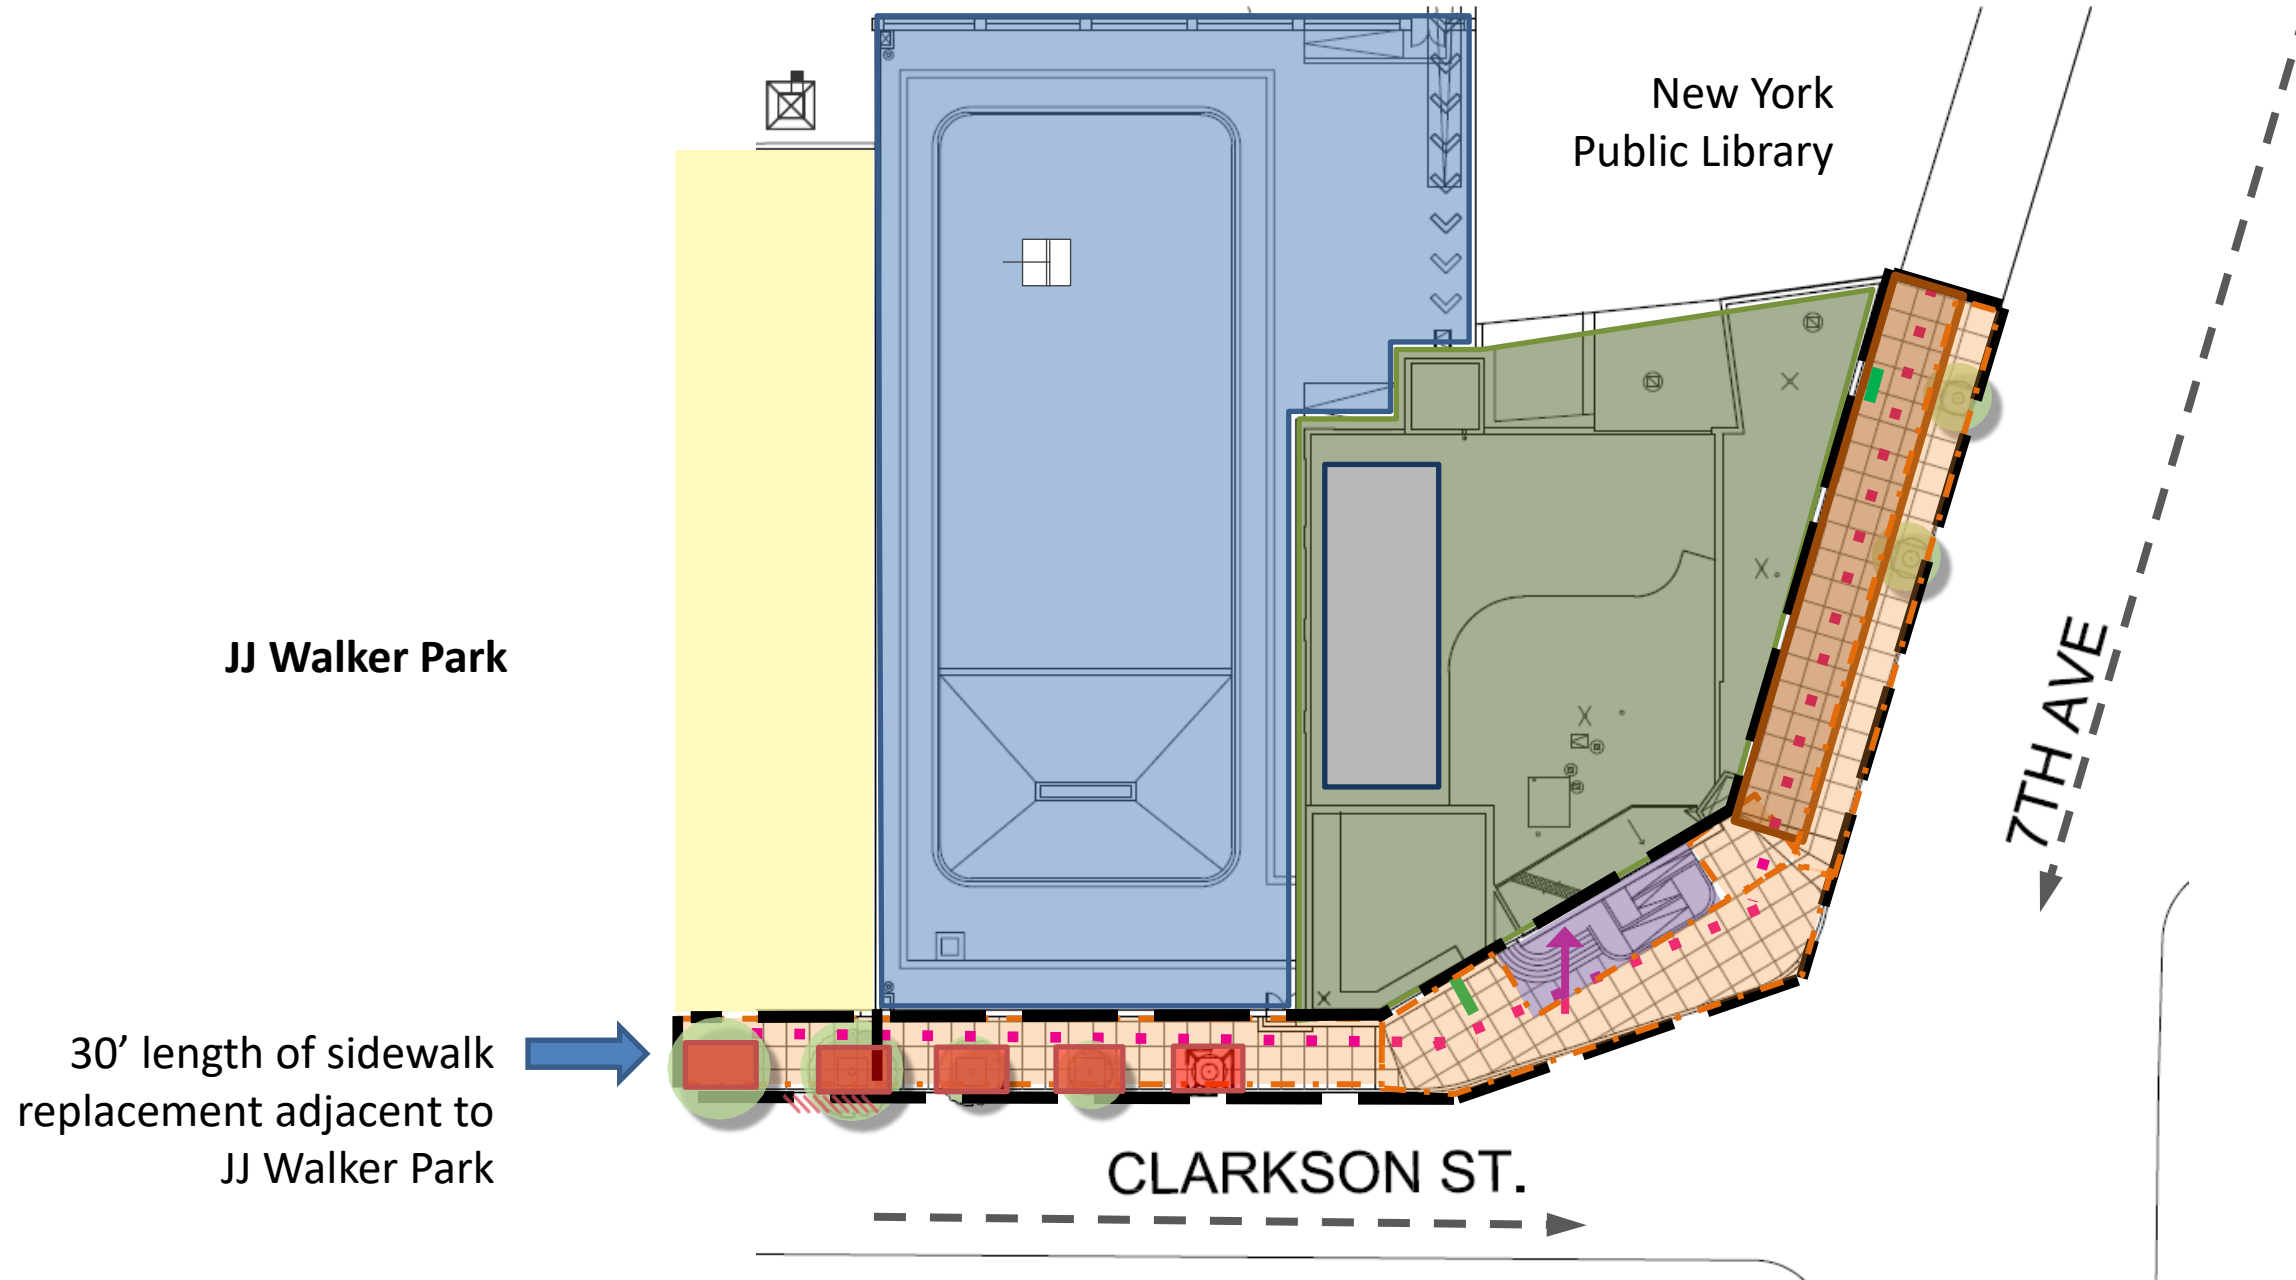 New York
Public Library
JJ Walker Park
7TH AVE
30’ length of sidewalk
replacement adjacent to
JJ Walker Park
CLARKSON ST.